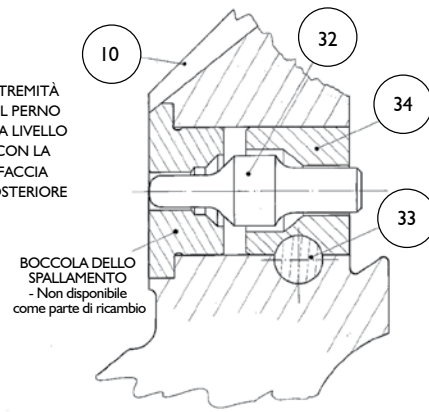 10
32
34
33
TREMITÀ
L PERNO
A LIVELLO
CON LA
FACCIA
STERIORE
BOCCOLA DELLO
SPALLAMENTO
- Non disponibile
come parte di ricambio